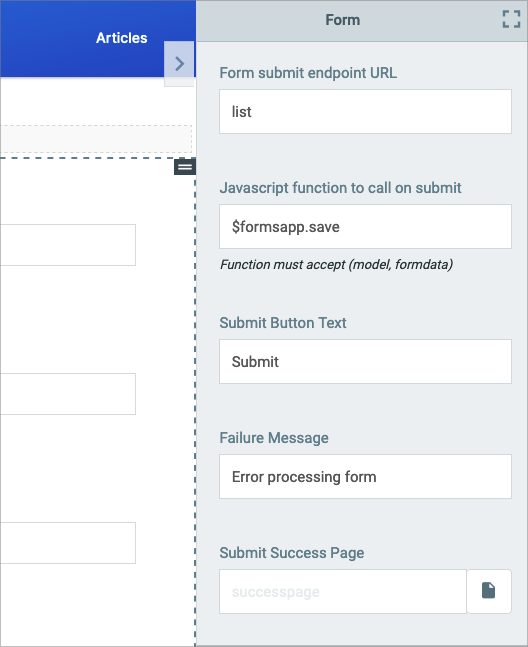 Articles
Form
Form submit endpoint URL
list
Javascript function to call on submit
$formsapp.save
Function must accept (model, formdata)
Submit Button Text
Submit
Failure Message
Error processing form
Submit Success Page
successpage